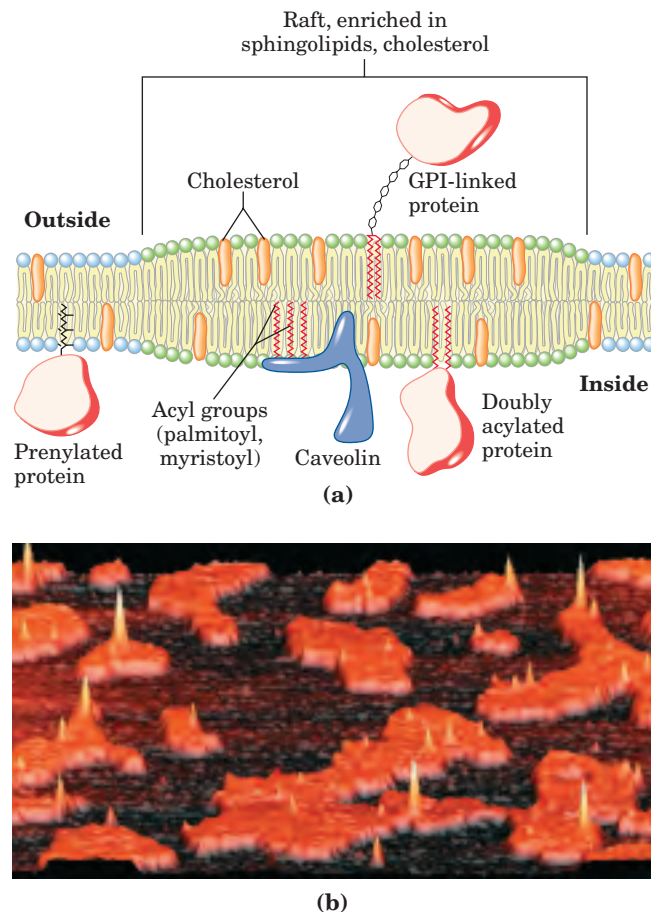 Raft, enriched in
sphingolipids, cholesterol
Cholesterol
GPI-linked
protein
Outside
Inside
Prenylated
protein
Acyl groups
(palmitoyl,
myristoyl)
Caveolin
Doubly
acylated
protein
(a)
(b)